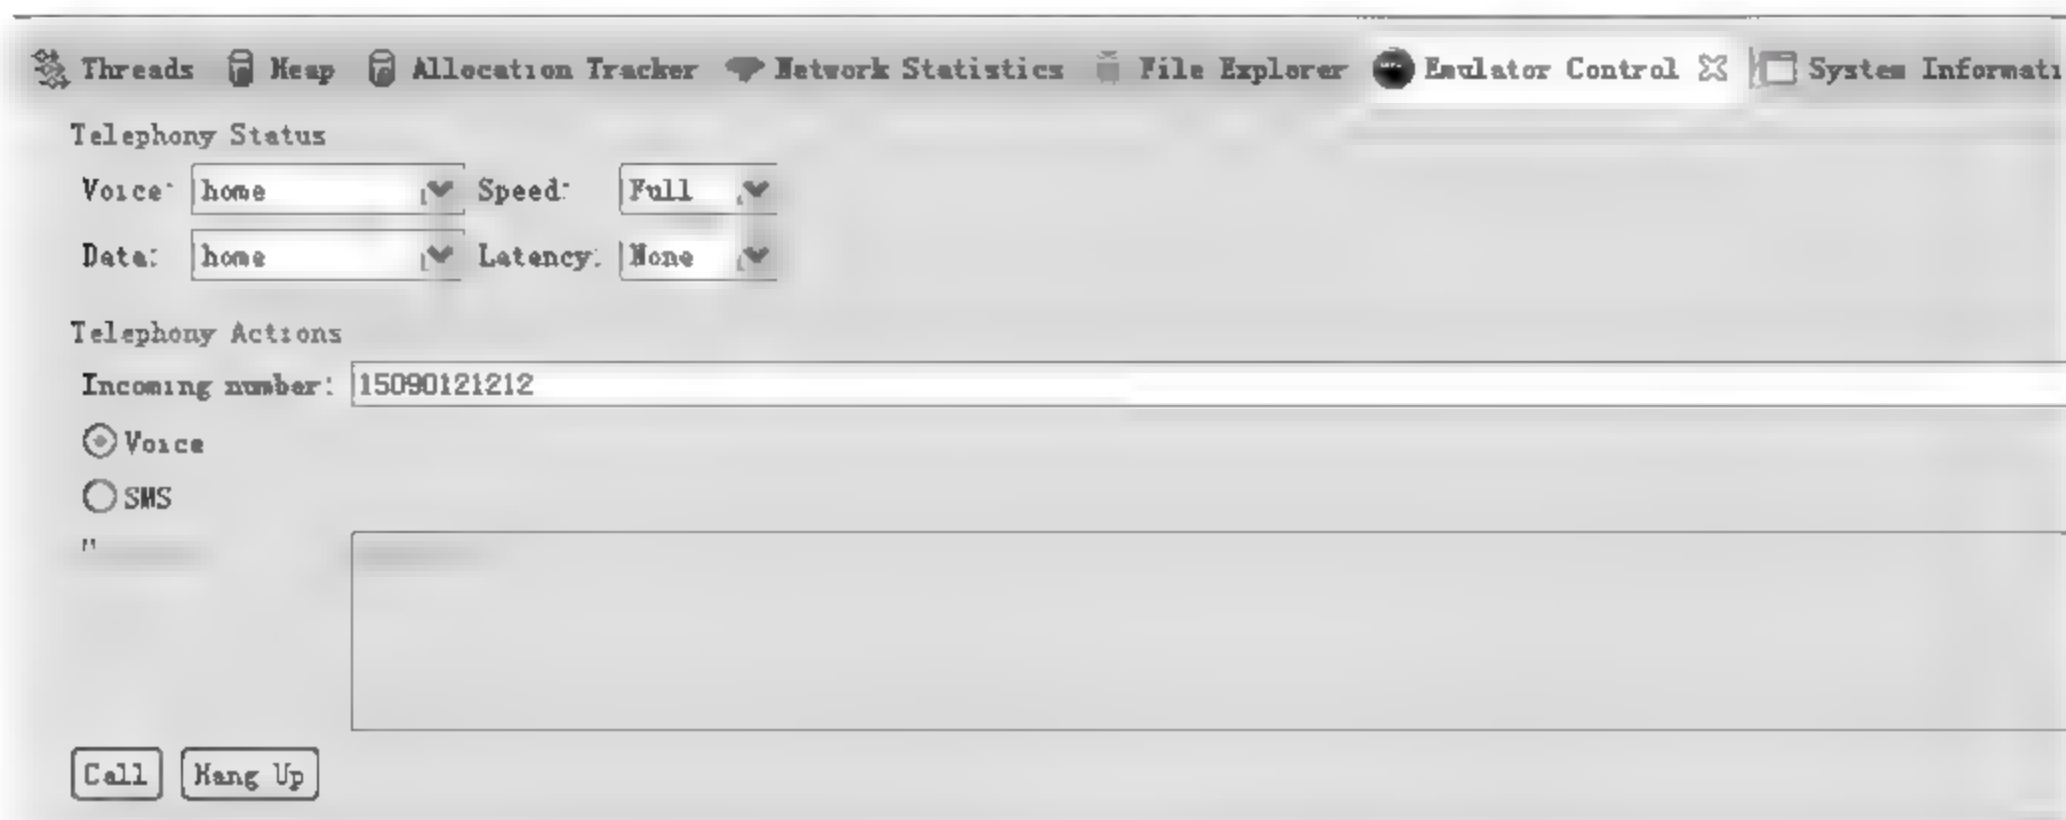 Threads Heap Allocation Tracker Network Statistics File Explorer Emulator Control System Informati
Telephony Status
Voice: home Speed: Full
Data: home Latency: None
Telephony Actions
Incoming number: 15090121212
Voice
SMS
Call Hang Up